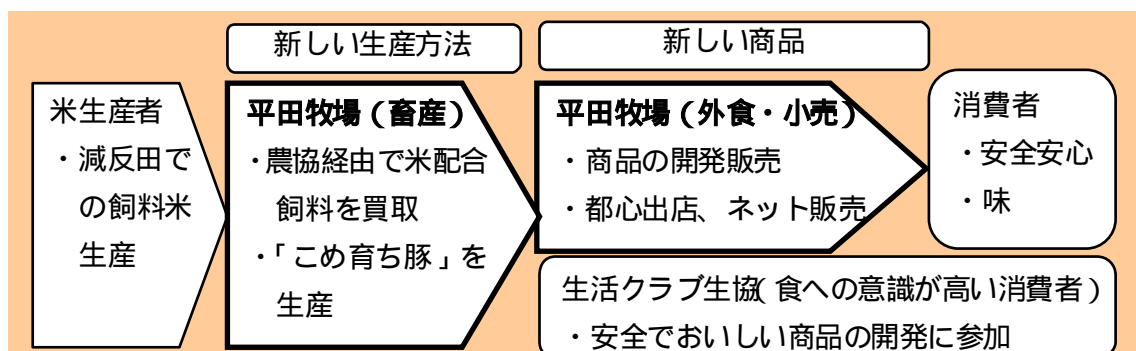 新しい生産方法
新しい商品
米生産者
・減反田で
の飼料米
生産
平田牧場（畜産）
・農協経由で米配合
飼料を買取
・「こめ育ち豚」を
生産
平田牧場（外食・小売）
・商品の開発販売
・都心出店、ネット販売
消費者
・安全安心
・味
生活クラブ生協（食への意識が高い消費者）
・安全でおいしい商品の開発に参加